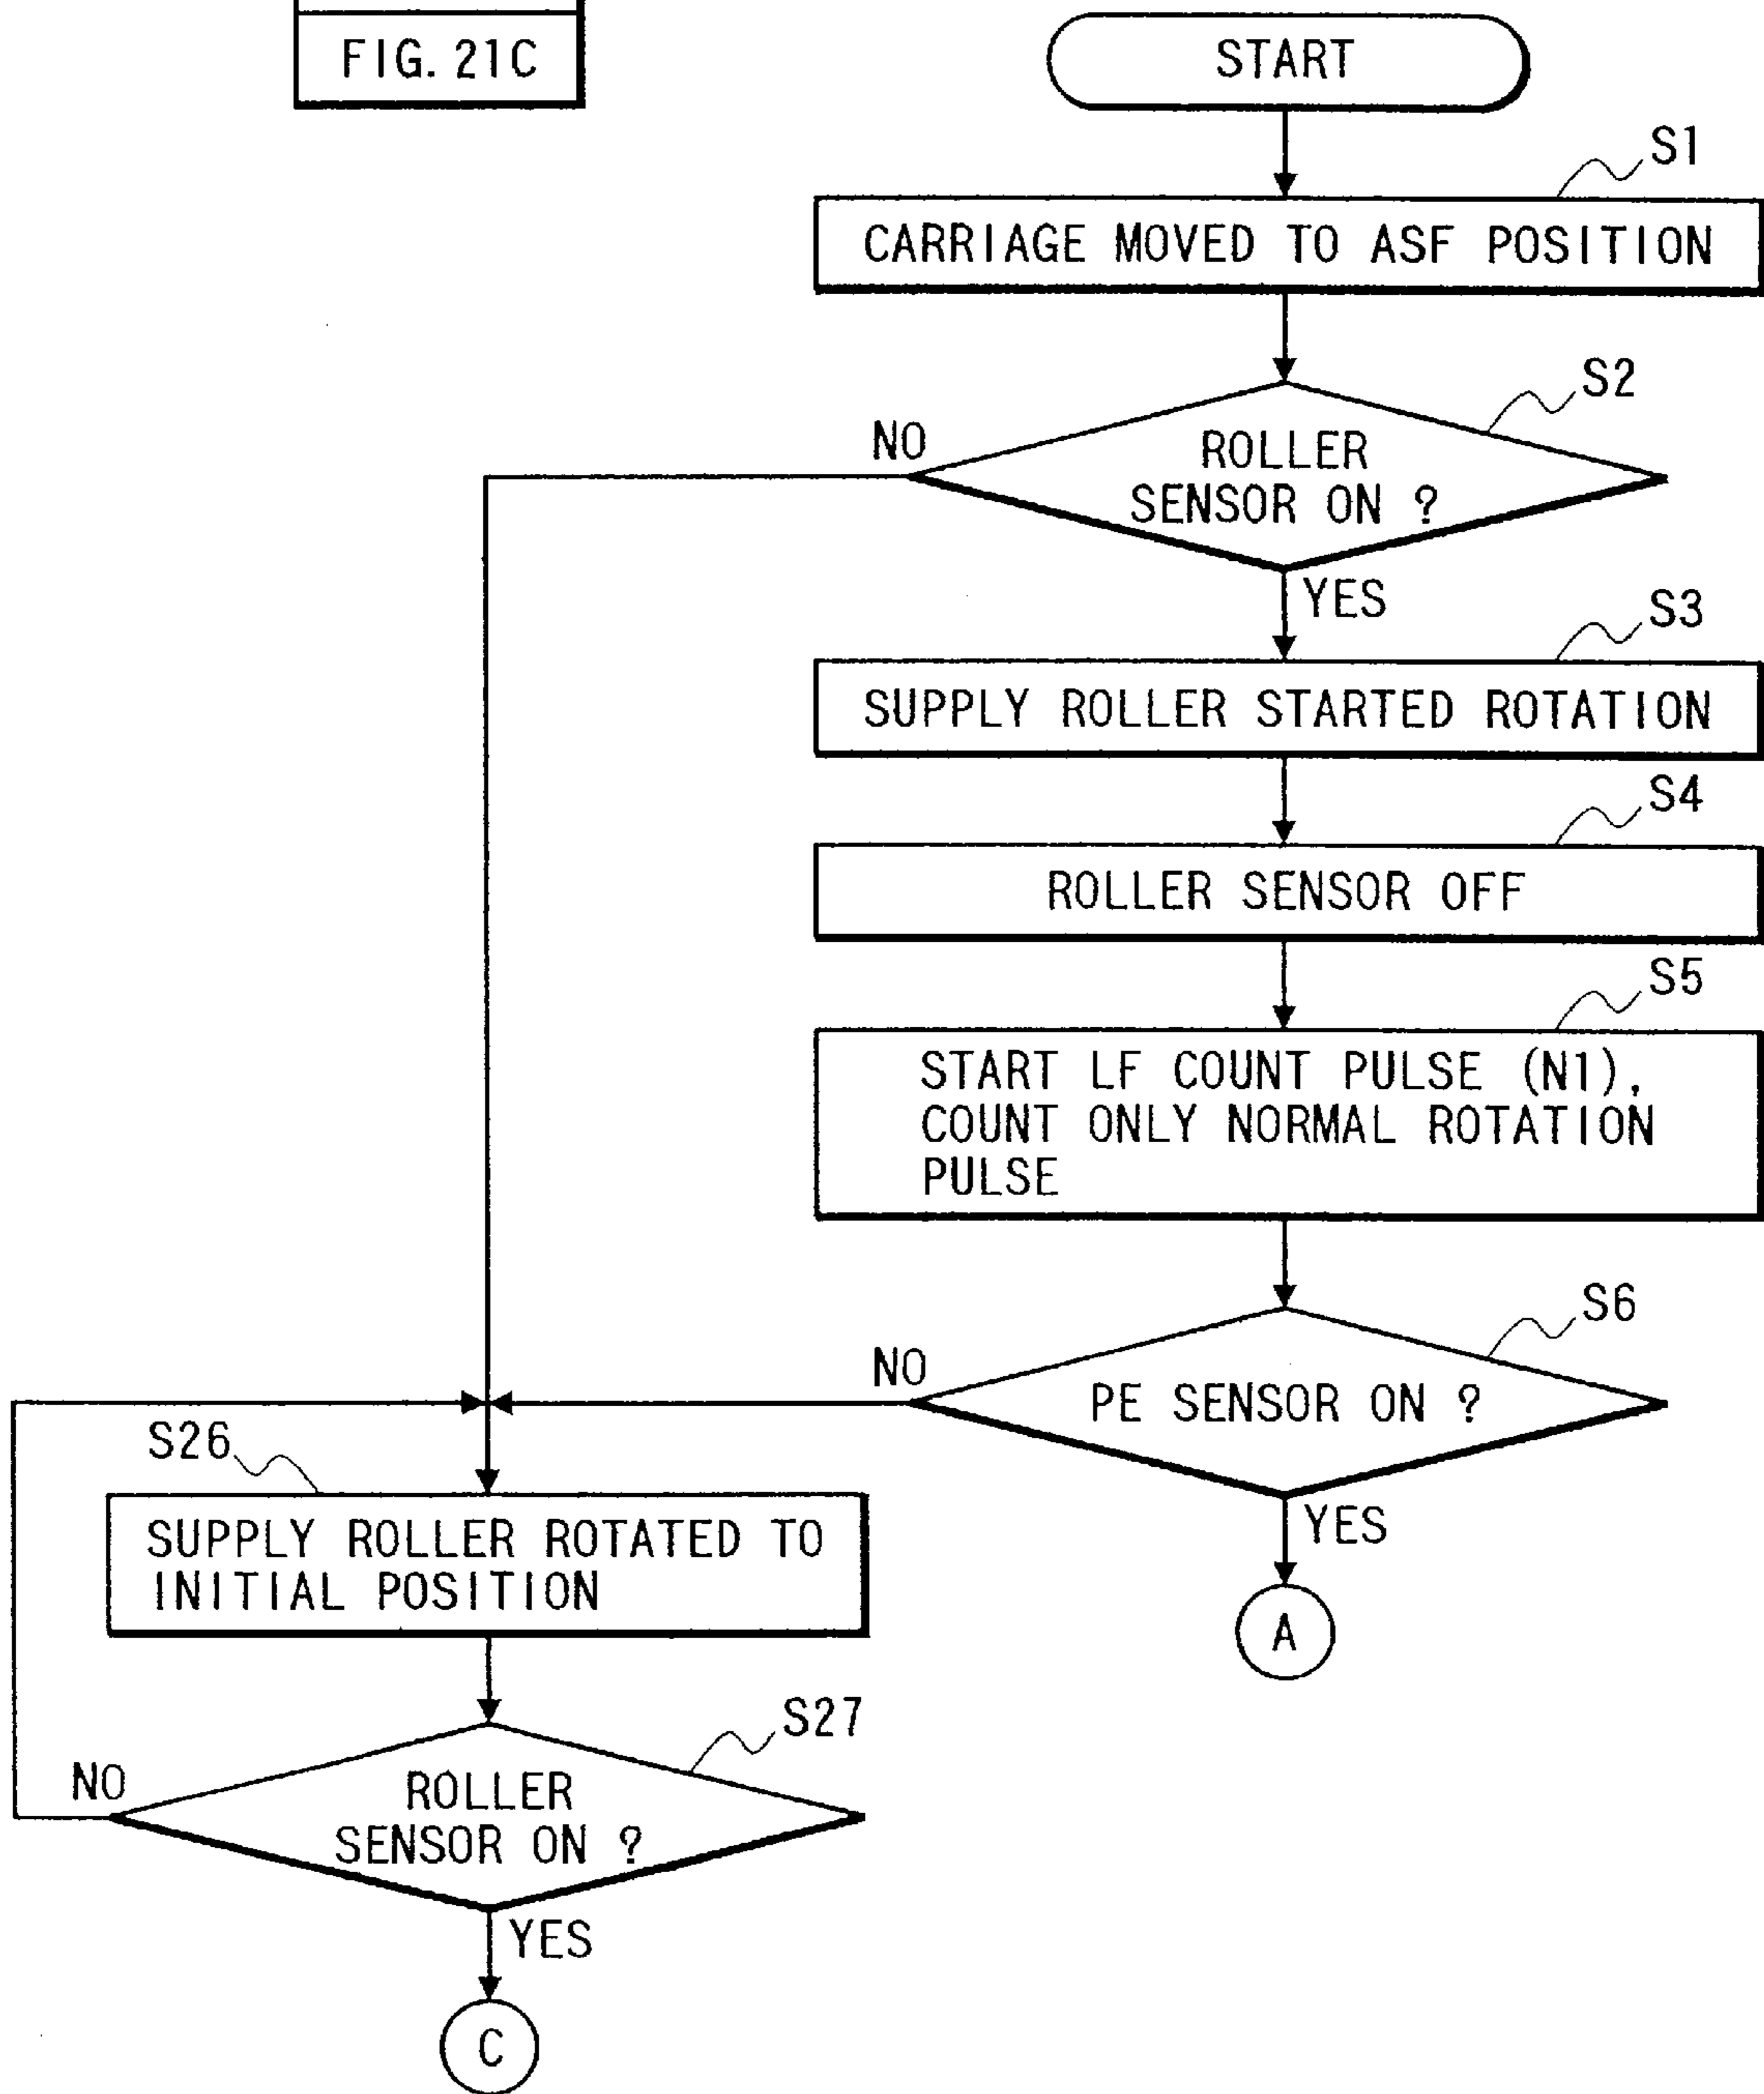 FIG. 21C
START
S1
CARRIAGE MOVED TO ASF POSITION
S2
NO
ROLLER
SENSOR ON ?
YES
S3
SUPPLY ROLLER STARTED ROTATION
S4
ROLLER SENSOR OFF
S5
START LF COUNT PULSE (N1),
COUNT ONLY NORMAL ROTATION
PULSE
S6
NO
PE SENSOR ON ?
YES
A
S26
SUPPLY ROLLER ROTATED TO
INITIAL POSITION
S27
NO
ROLLER
SENSOR ON ?
YES
C